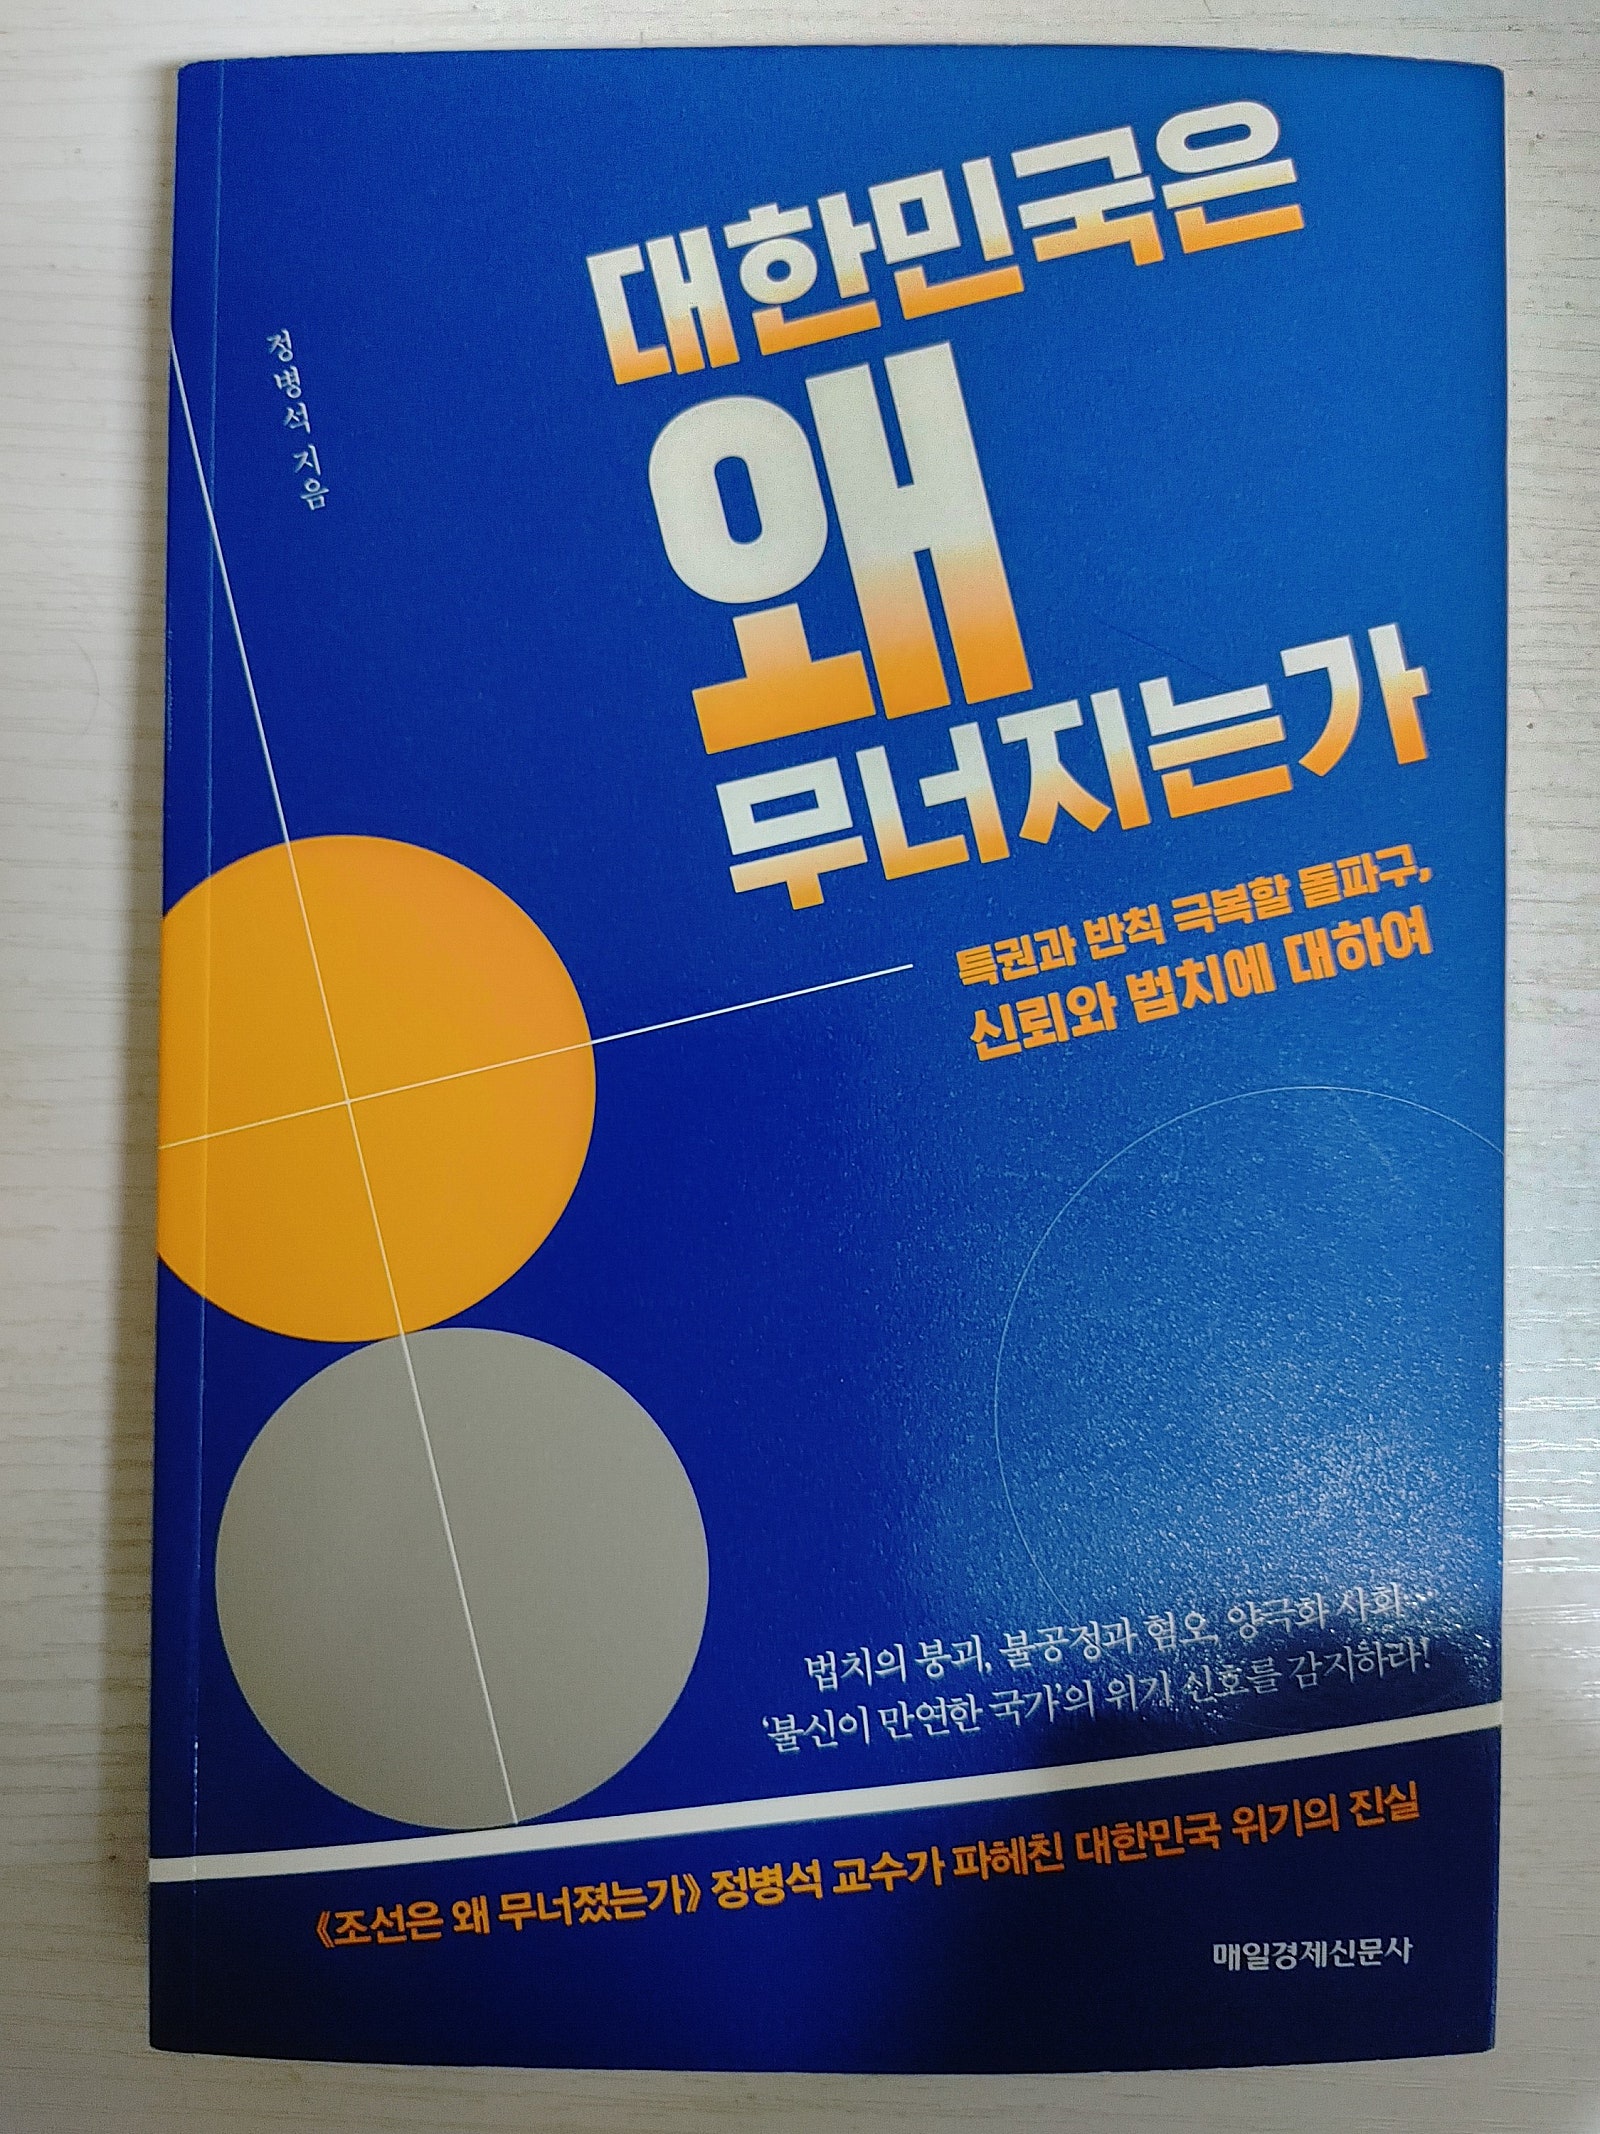 대한민국은
왜
무너지는가
정병석 지음
특권과 반칙 극복할 돌파구,
신뢰와 법치에 대하여
법치의 붕괴, 불공정과 혐오, 양극화 사회…
‘불신이 만연한 국가’의 위기 신호를 감지하라!
《조선은 왜 무너졌는가》 정병석 교수가 파헤친 대한민국 위기의 진실
매일경제신문사